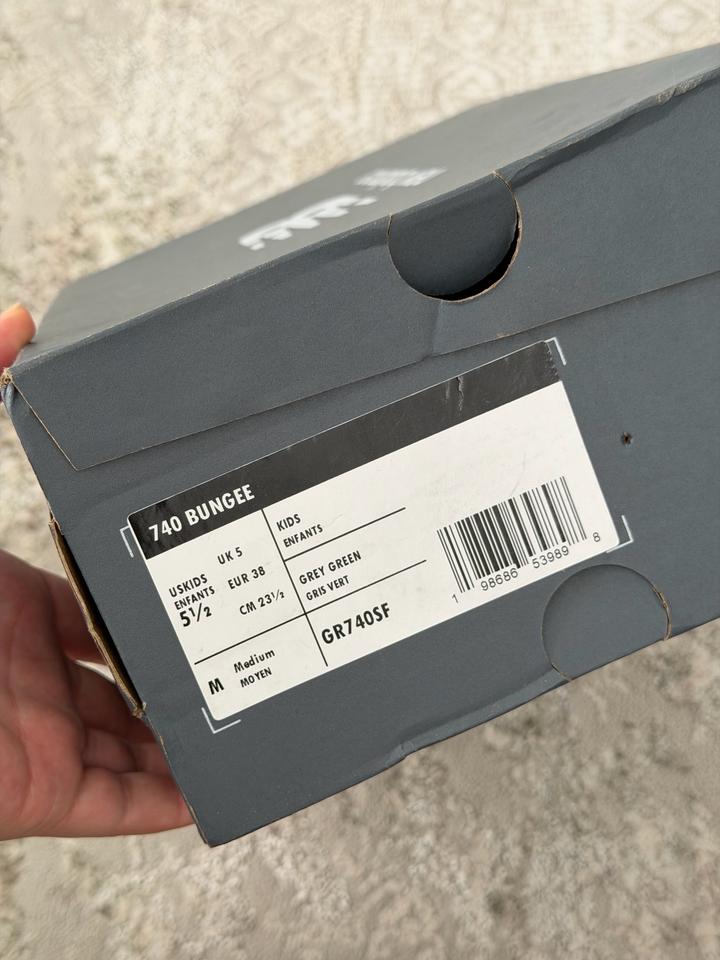 740 BUNGEE
USKIDS
ENFANTS
5½
UK 5
EUR 38
CM 23½
KIDS
ENFANTS
GREY GREEN
GRIS VERT
M
Medium
MOYEN
GR740SF
1 98686 53989 8